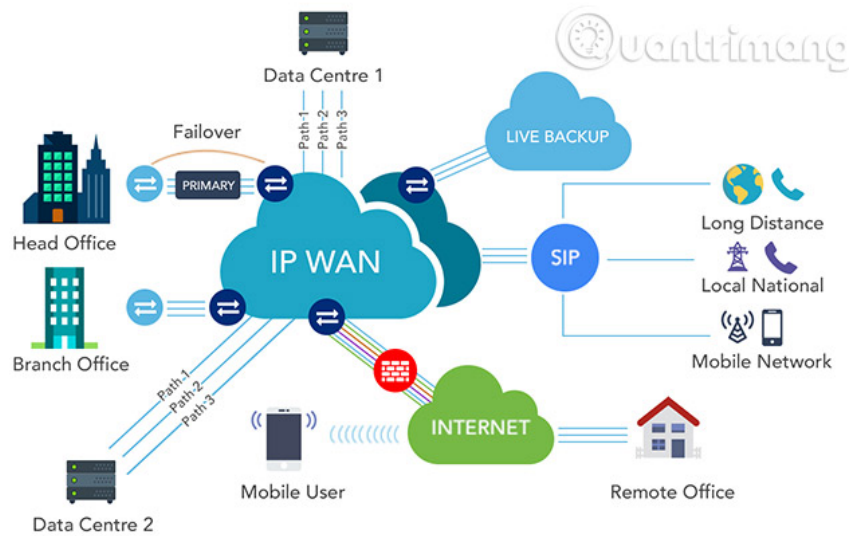 Quantrimang
Data Centre 1
Path-1
Path-2
Path-3
Failover
PRIMARY
LIVE BACKUP
Head Office
IP WAN
SIP
Long Distance
Local National
Mobile Network
Branch Office
Path-1
Path-2
Path-3
INTERNET
Mobile User
Remote Office
Data Centre 2